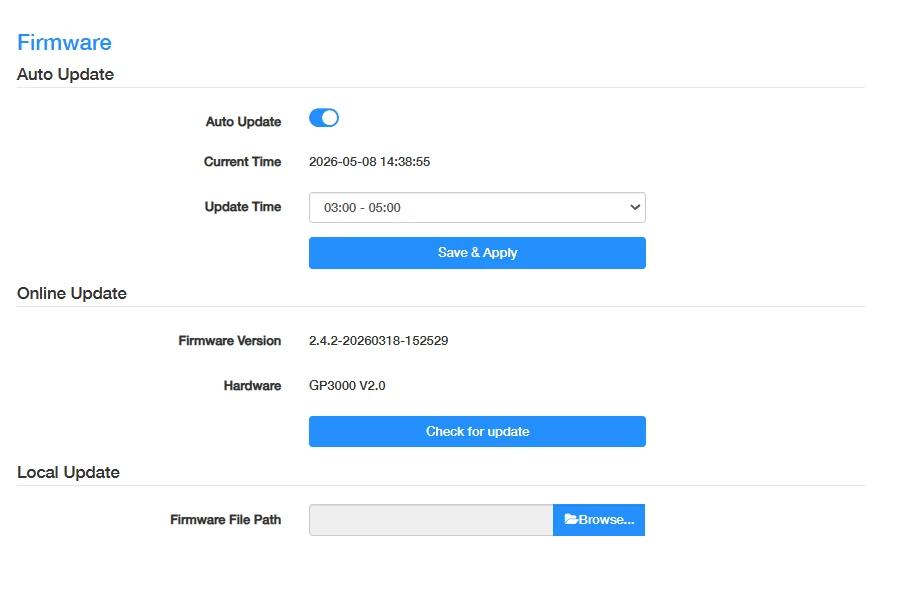 Firmware
Auto Update
Auto Update
Current Time 2026-05-08 14:38:55
Update Time 03:00 - 05:00
Save & Apply
Online Update
Firmware Version 2.4.2-20260318-152529
Hardware GP3000 V2.0
Check for update
Local Update
Firmware File Path Browse...